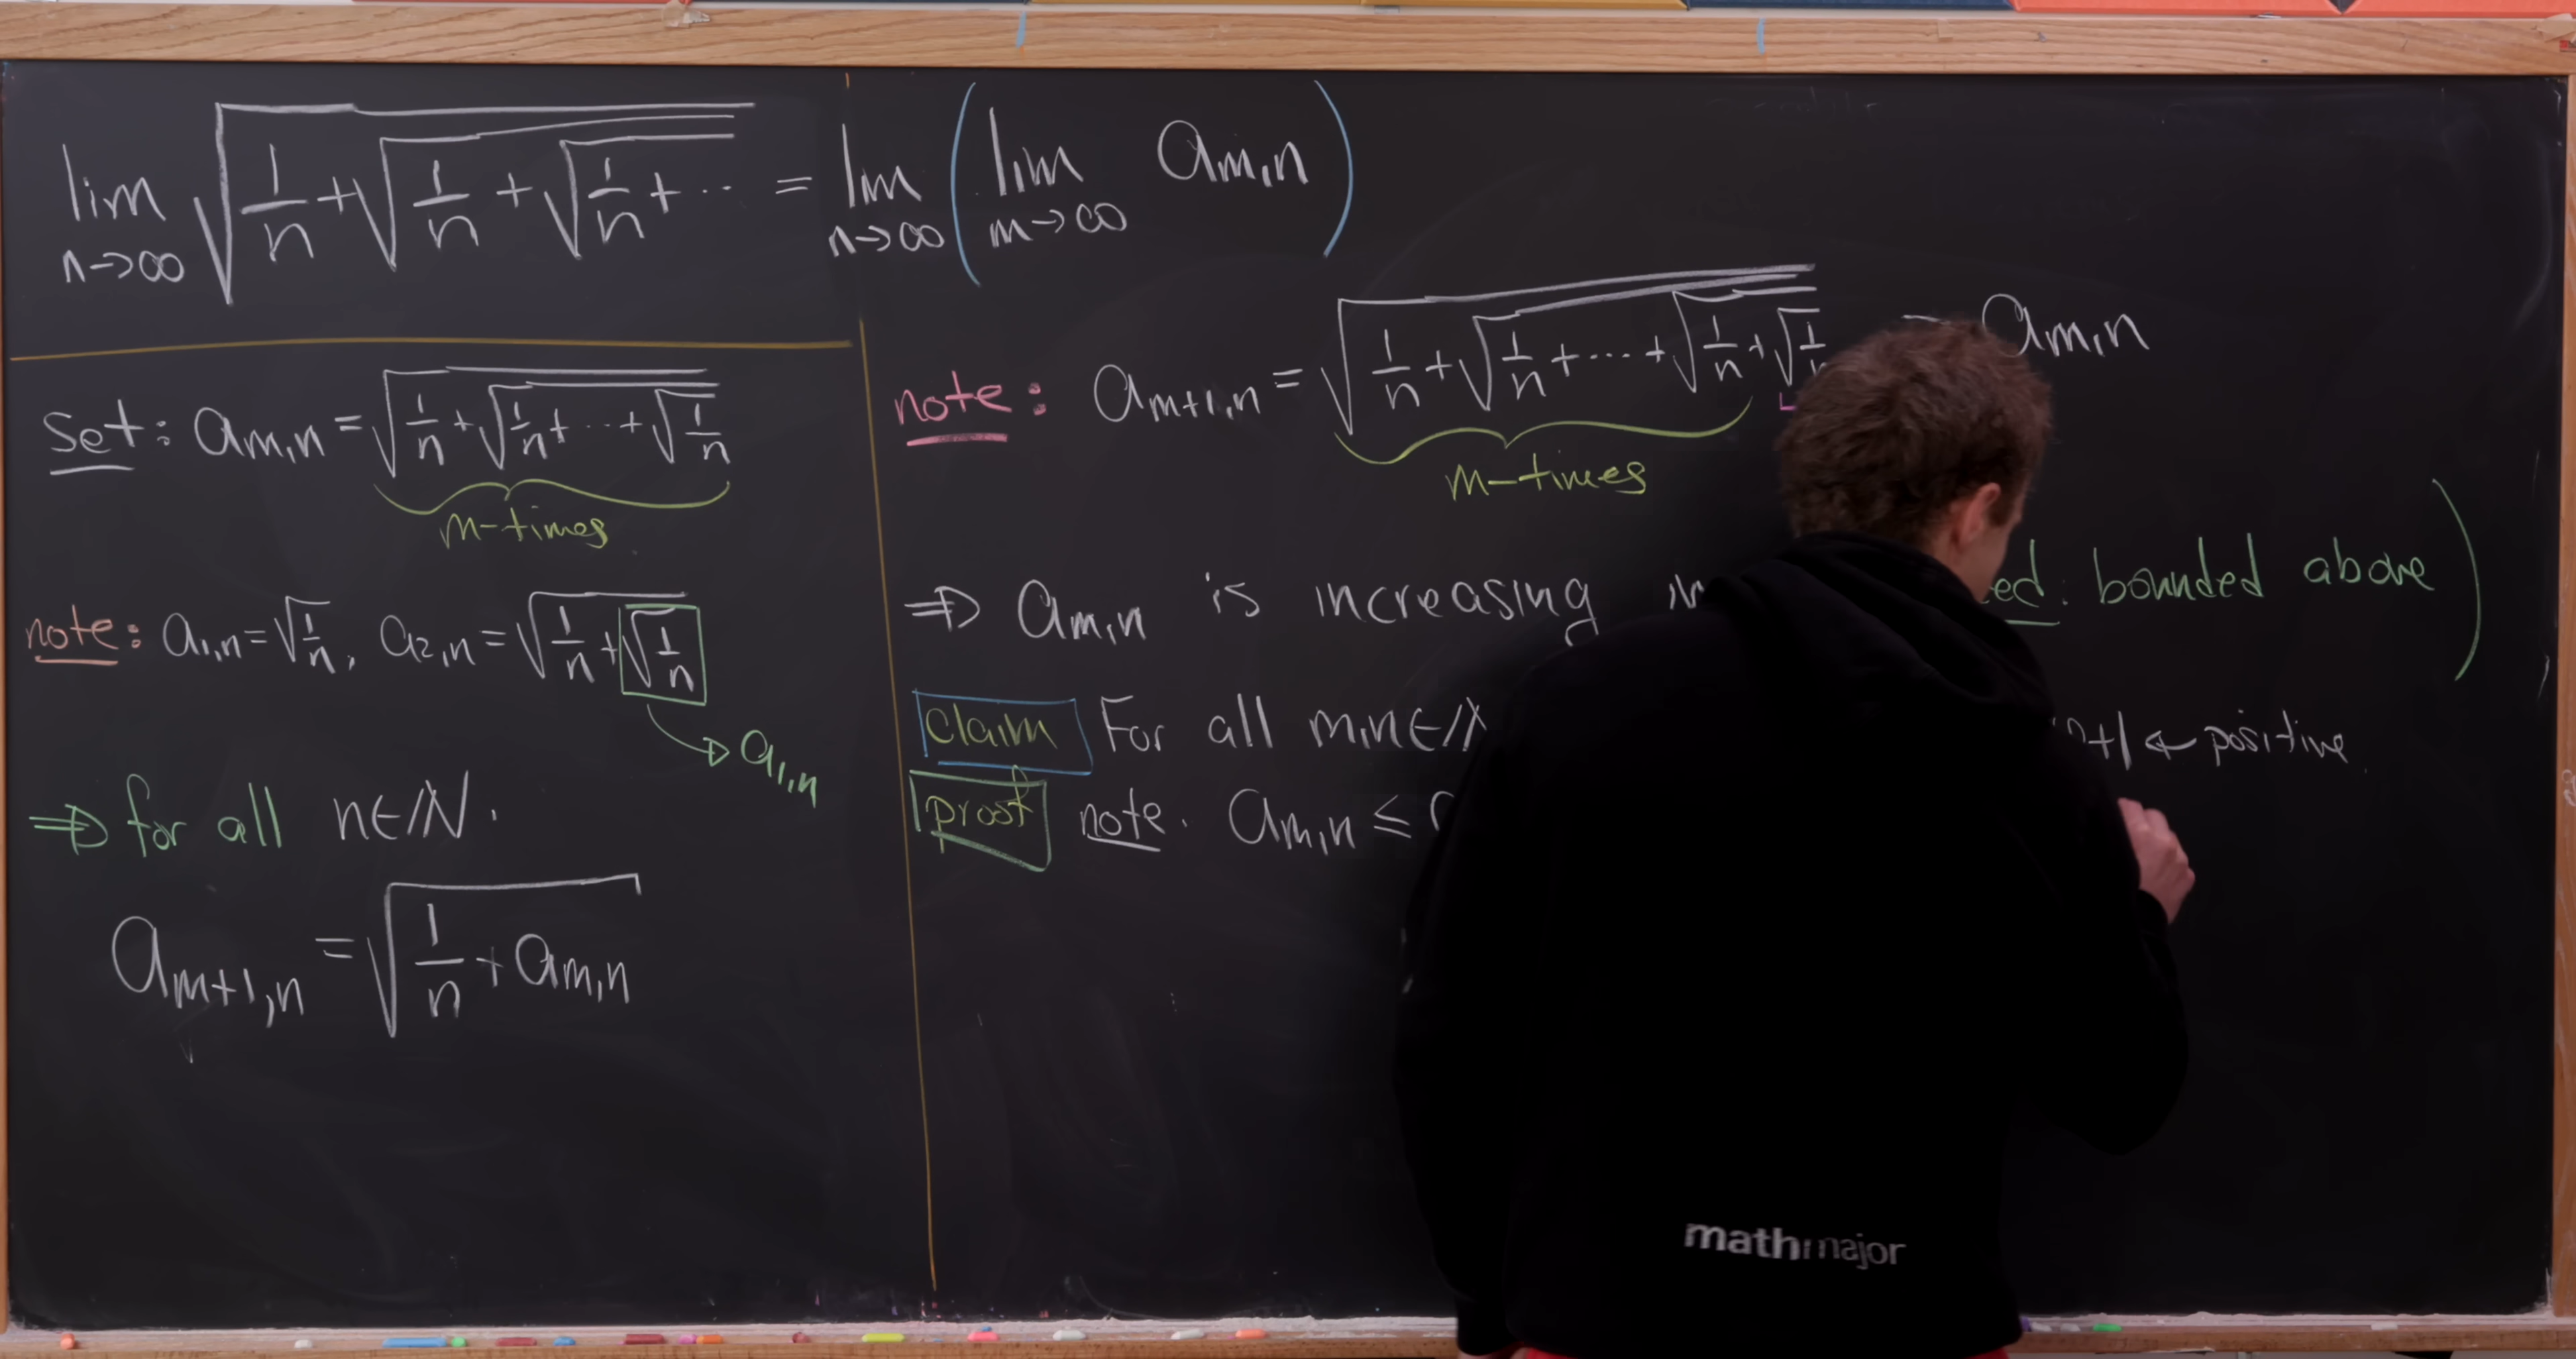 lim n→∞ √(1/n + √(1/n + √(1/n + ⋯ = lim n→∞ ( lim m→∞ a_{m,n} )
Set: a_{m,n} = √(1/n + √(1/n + ⋯ + √(1/n)))
m-times
note: a_{1,n} = √(1/n), a_{2,n} = √(1/n + √(1/n))
→ a_{1,n}
⇒ for all n∈ℕ.
a_{m+1,n} = √(1/n + a_{m,n})
note: a_{m+1,n} = √(1/n + √(1/n + ⋯ + √(1/n + √1 a_{m,n}
m-times
⇒ a_{m,n} is increasing bounded above )
Claim For all m,n∈ℕ +1 ← positive
proof note. a_{m,n} ≤
mathmajor